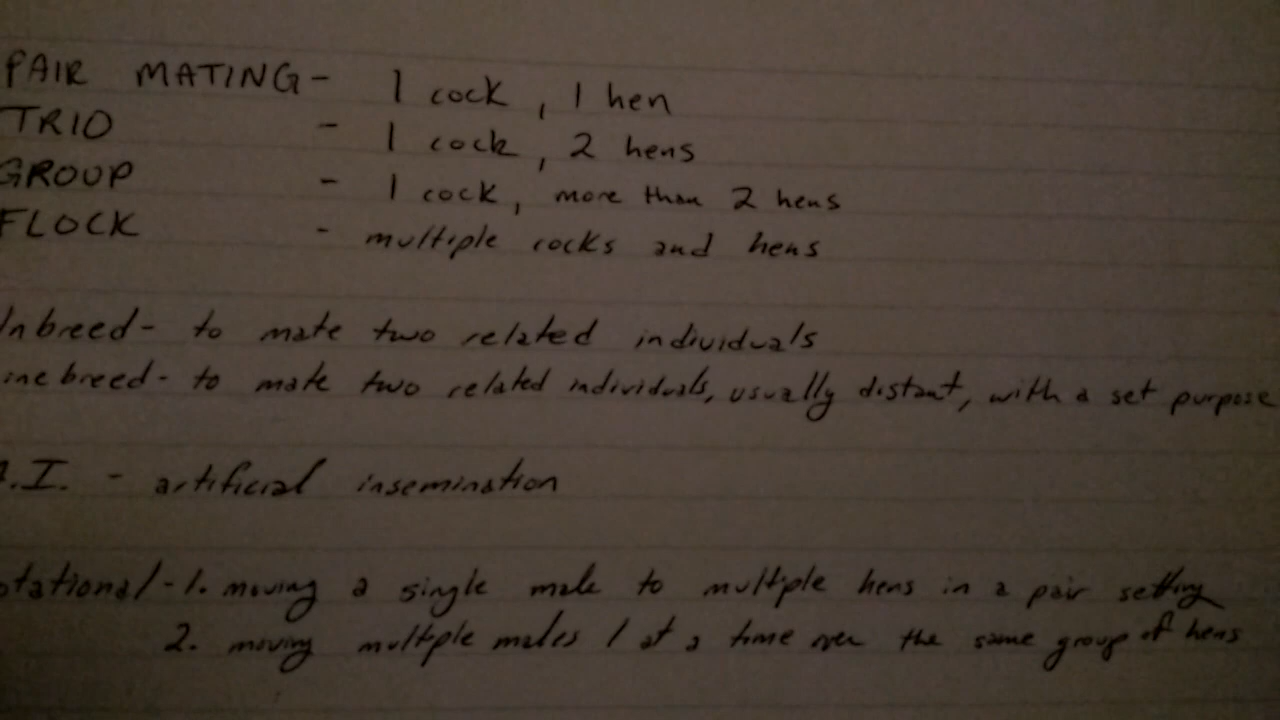 PAIR MATING - 1 cock, 1 hen
TRIO - 1 cock, 2 hens
GROUP - 1 cock, more than 2 hens
FLOCK - multiple cocks and hens
Inbreed - to mate two related individuals
inebreed - to mate two related individuals, usually distant, with a set purpose
A.I. - artificial insemination
otational - 1. moving a single male to multiple hens in a pair setting
2. moving multiple males 1 at a time over the same group of hens